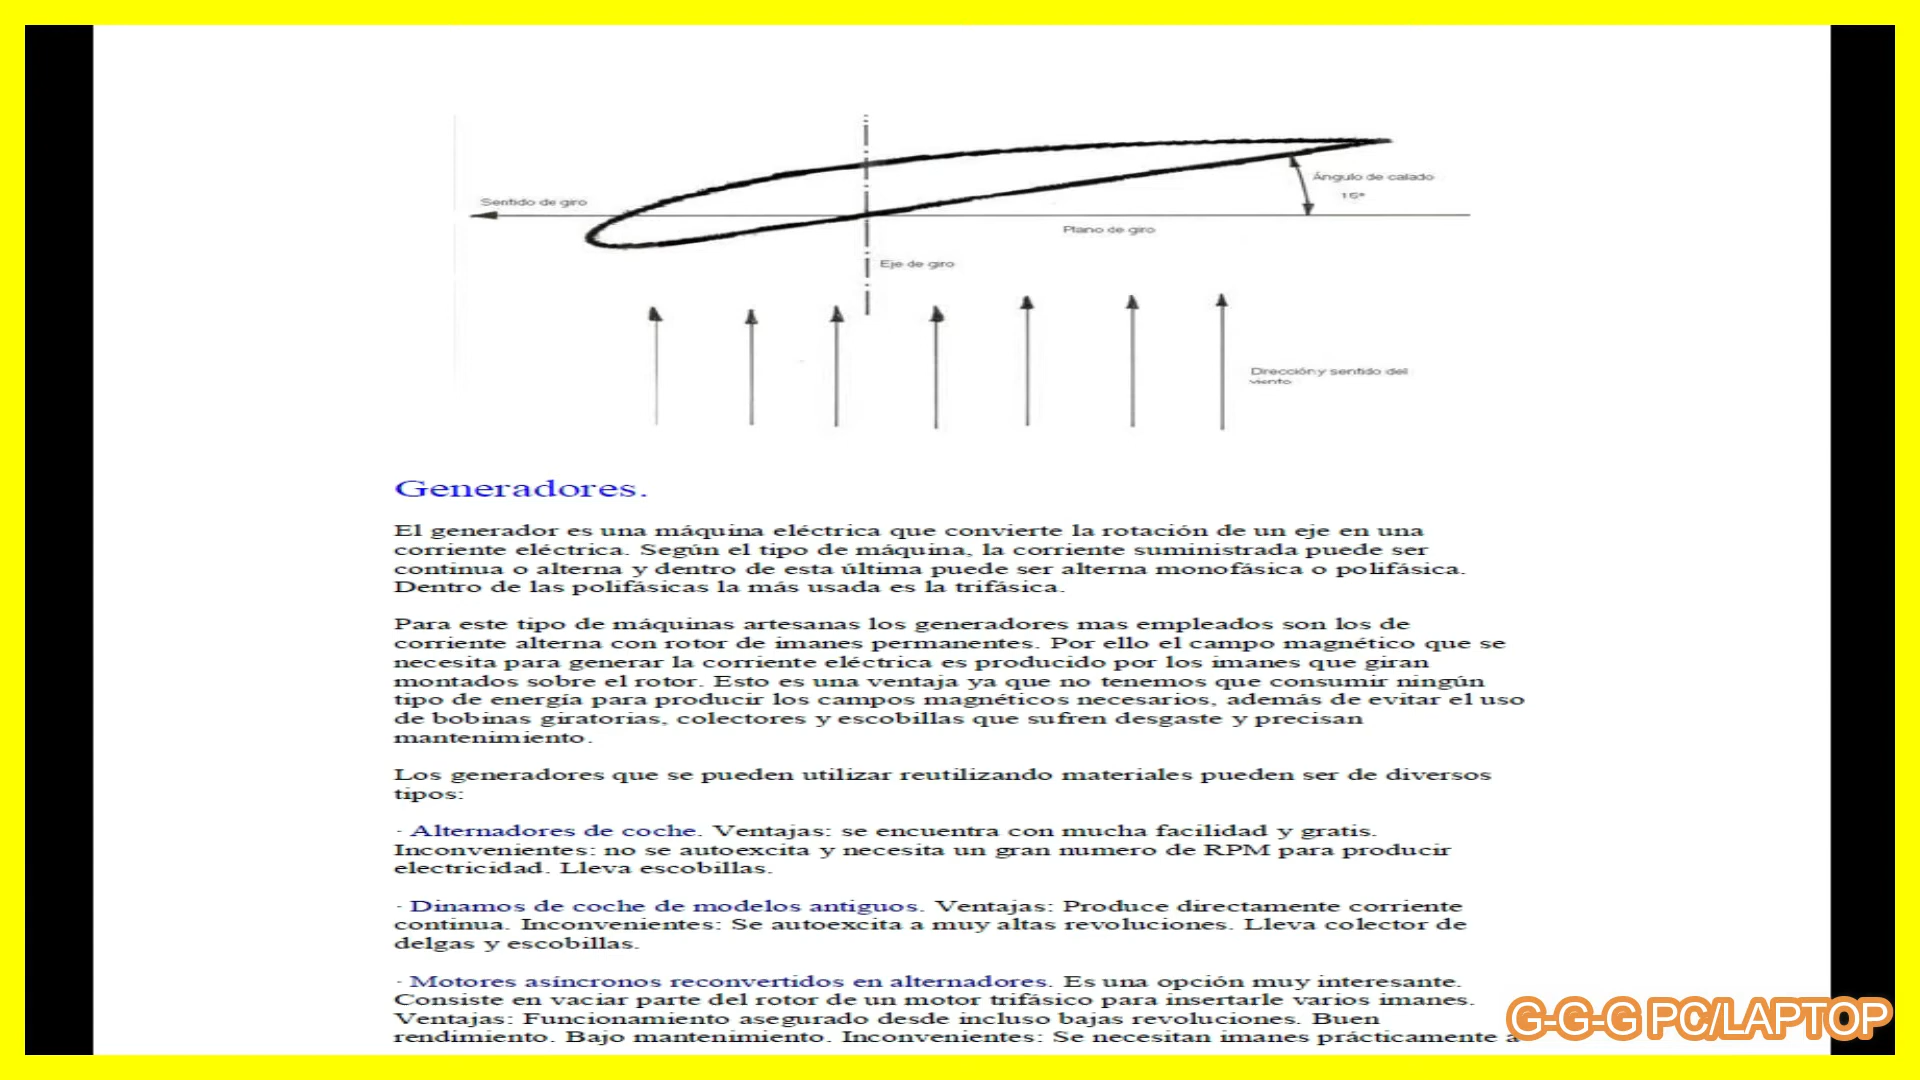 Ángulo de calado
Sentido de giro
15º
Plano de giro
Eje de giro
Dirección y sentido del
viento
Generadores.
El generador es una máquina eléctrica que convierte la rotación de un eje en una
corriente eléctrica. Según el tipo de máquina, la corriente suministrada puede ser
continua o alterna y dentro de esta última puede ser alterna monofásica o polifásica.
Dentro de las polifásicas la más usada es la trifásica.
Para este tipo de máquinas artesanas los generadores mas empleados son los de
corriente alterna con rotor de imanes permanentes. Por ello el campo magnético que se
necesita para generar la corriente eléctrica es producido por los imanes que giran
montados sobre el rotor. Esto es una ventaja ya que no tenemos que consumir ningún
tipo de energía para producir los campos magnéticos necesarios, además de evitar el uso
de bobinas giratorias, colectores y escobillas que sufren desgaste y precisan
mantenimiento.
Los generadores que se pueden utilizar reutilizando materiales pueden ser de diversos
tipos:
· Alternadores de coche. Ventajas: se encuentra con mucha facilidad y gratis.
Inconvenientes: no se autoexcita y necesita un gran numero de RPM para producir
electricidad. Lleva escobillas.
· Dinamos de coche de modelos antiguos. Ventajas: Produce directamente corriente
continua. Inconvenientes: Se autoexcita a muy altas revoluciones. Lleva colector de
delgas y escobillas.
· Motores asíncronos reconvertidos en alternadores. Es una opción muy interesante.
Consiste en vaciar parte del rotor de un motor trifásico para insertarle varios imanes.
Ventajas: Funcionamiento asegurado desde incluso bajas revoluciones. Buen
rendimiento. Bajo mantenimiento. Inconvenientes: Se necesitan imanes prácticamente a
G-G-G PC/LAPTOP